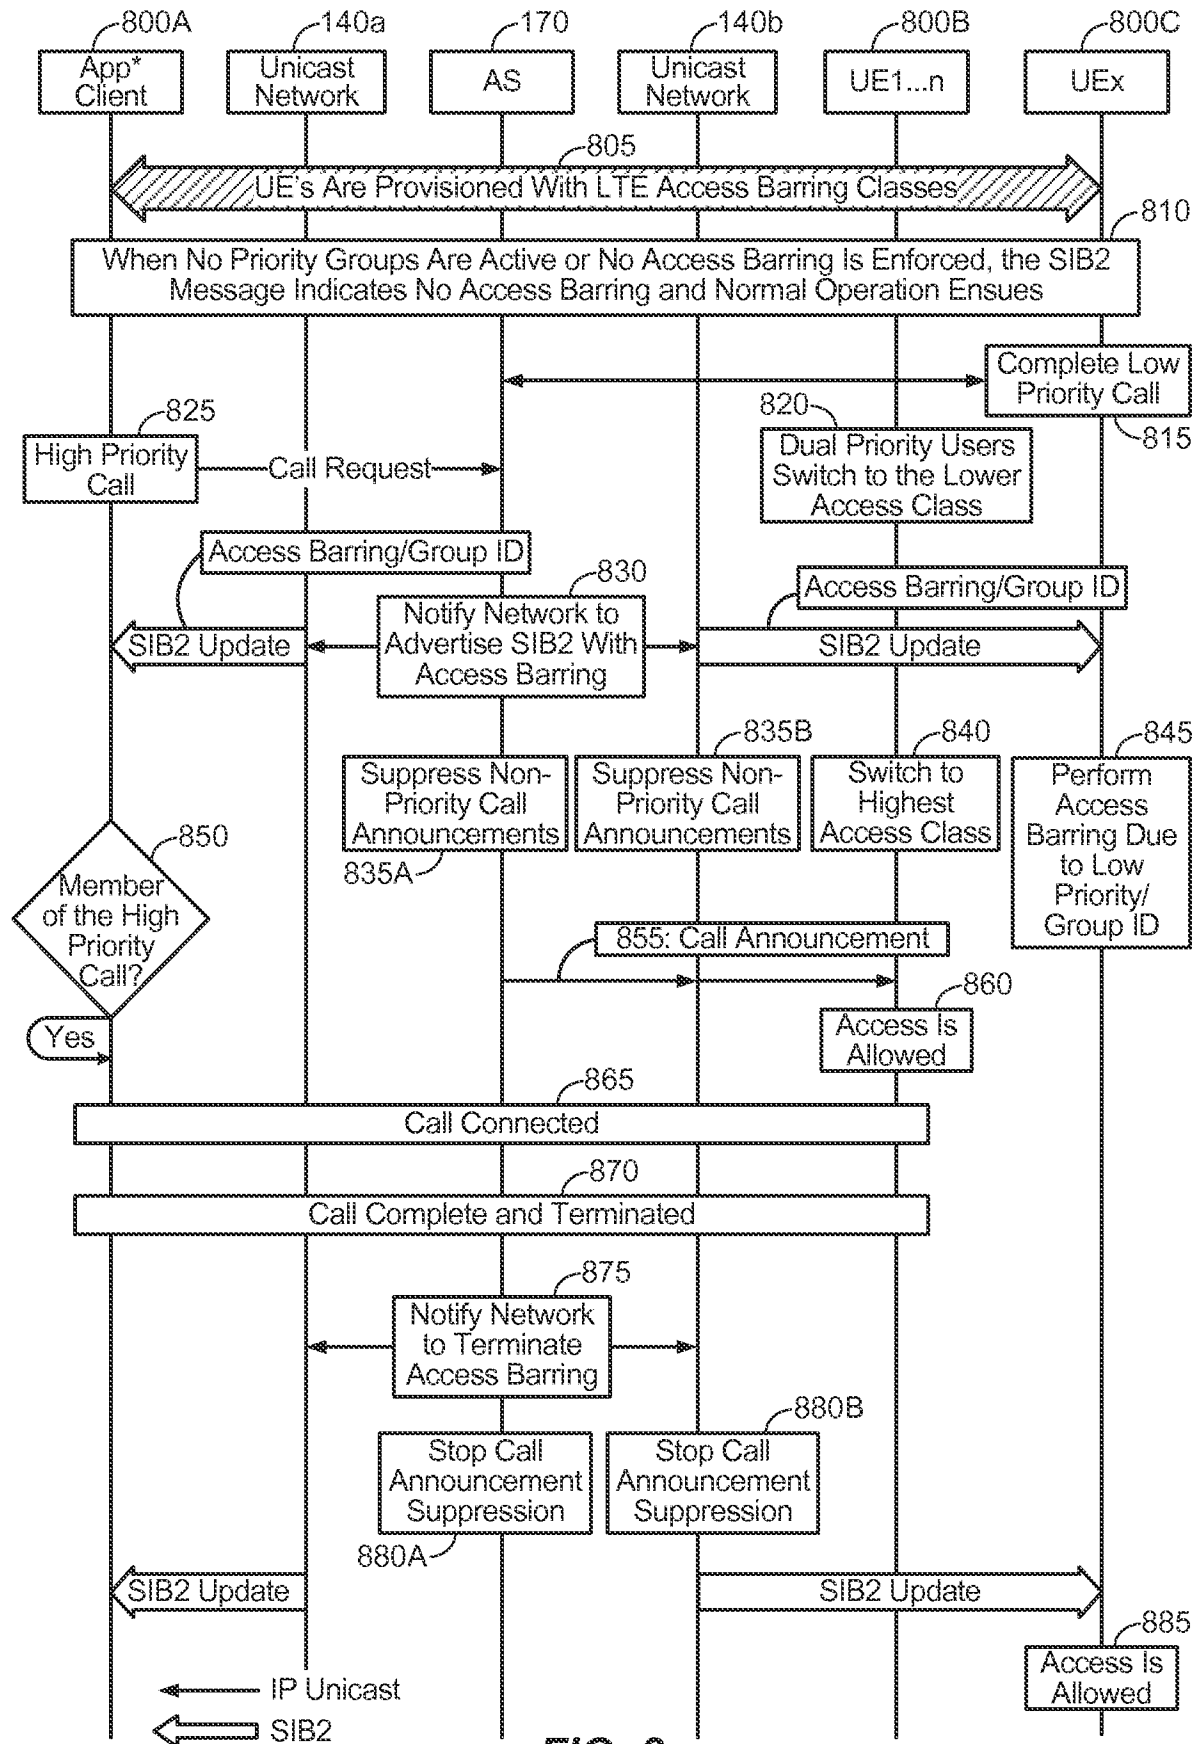 800A
140a
170
140b
800B
800C
App*
Client
Unicast
Network
AS
Unicast
Network
UE1...n
UEx
805
UE's Are Provisioned With LTE Access Barring Classes
810
When No Priority Groups Are Active or No Access Barring Is Enforced, the SIB2
Message Indicates No Access Barring and Normal Operation Ensues
Complete Low
Priority Call
815
820
Dual Priority Users
Switch to the Lower
Access Class
825
High Priority
Call
Call Request
Access Barring/Group ID
830
Notify Network to
Advertise SIB2 With
Access Barring
Access Barring/Group ID
SIB2 Update
SIB2 Update
Suppress Non-
Priority Call
Announcements
835A
835B
Suppress Non-
Priority Call
Announcements
840
Switch to
Highest
Access Class
845
Perform
Access
Barring Due
to Low
Priority/
Group ID
850
Member
of the High
Priority
Call?
Yes
855: Call Announcement
860
Access Is
Allowed
865
Call Connected
870
Call Complete and Terminated
875
Notify Network
to Terminate
Access Barring
Stop Call
Announcement
Suppression
880A
880B
Stop Call
Announcement
Suppression
SIB2 Update
SIB2 Update
885
Access Is
Allowed
IP Unicast
SIB2